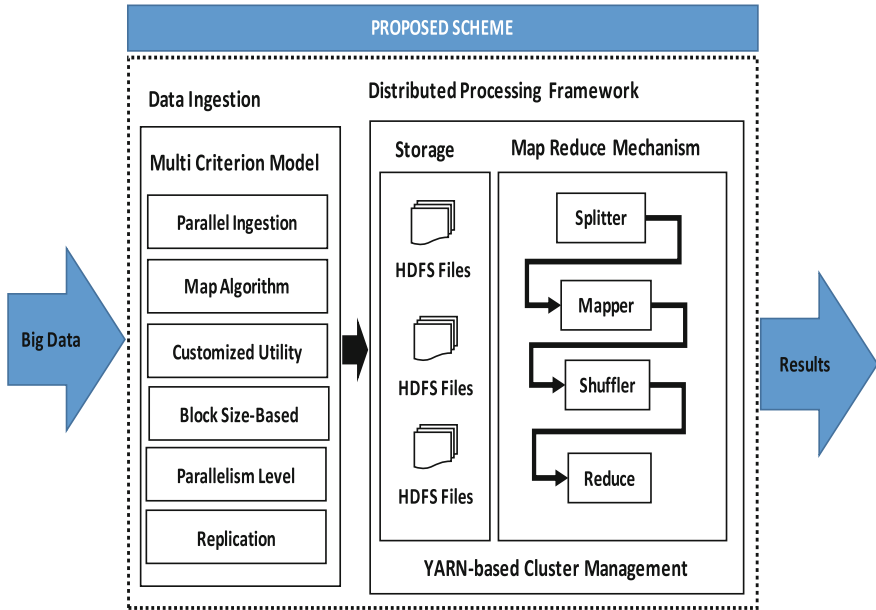 PROPOSED SCHEME
Data Ingestion
Distributed Processing Framework
Multi Criterion Model
Parallel Ingestion
Map Algorithm
Customized Utility
Block Size-Based
Parallelism Level
Replication
Storage
HDFS Files
HDFS Files
HDFS Files
Map Reduce Mechanism
Splitter
Mapper
Shuffler
Reduce
YARN-based Cluster Management
Big Data
Results